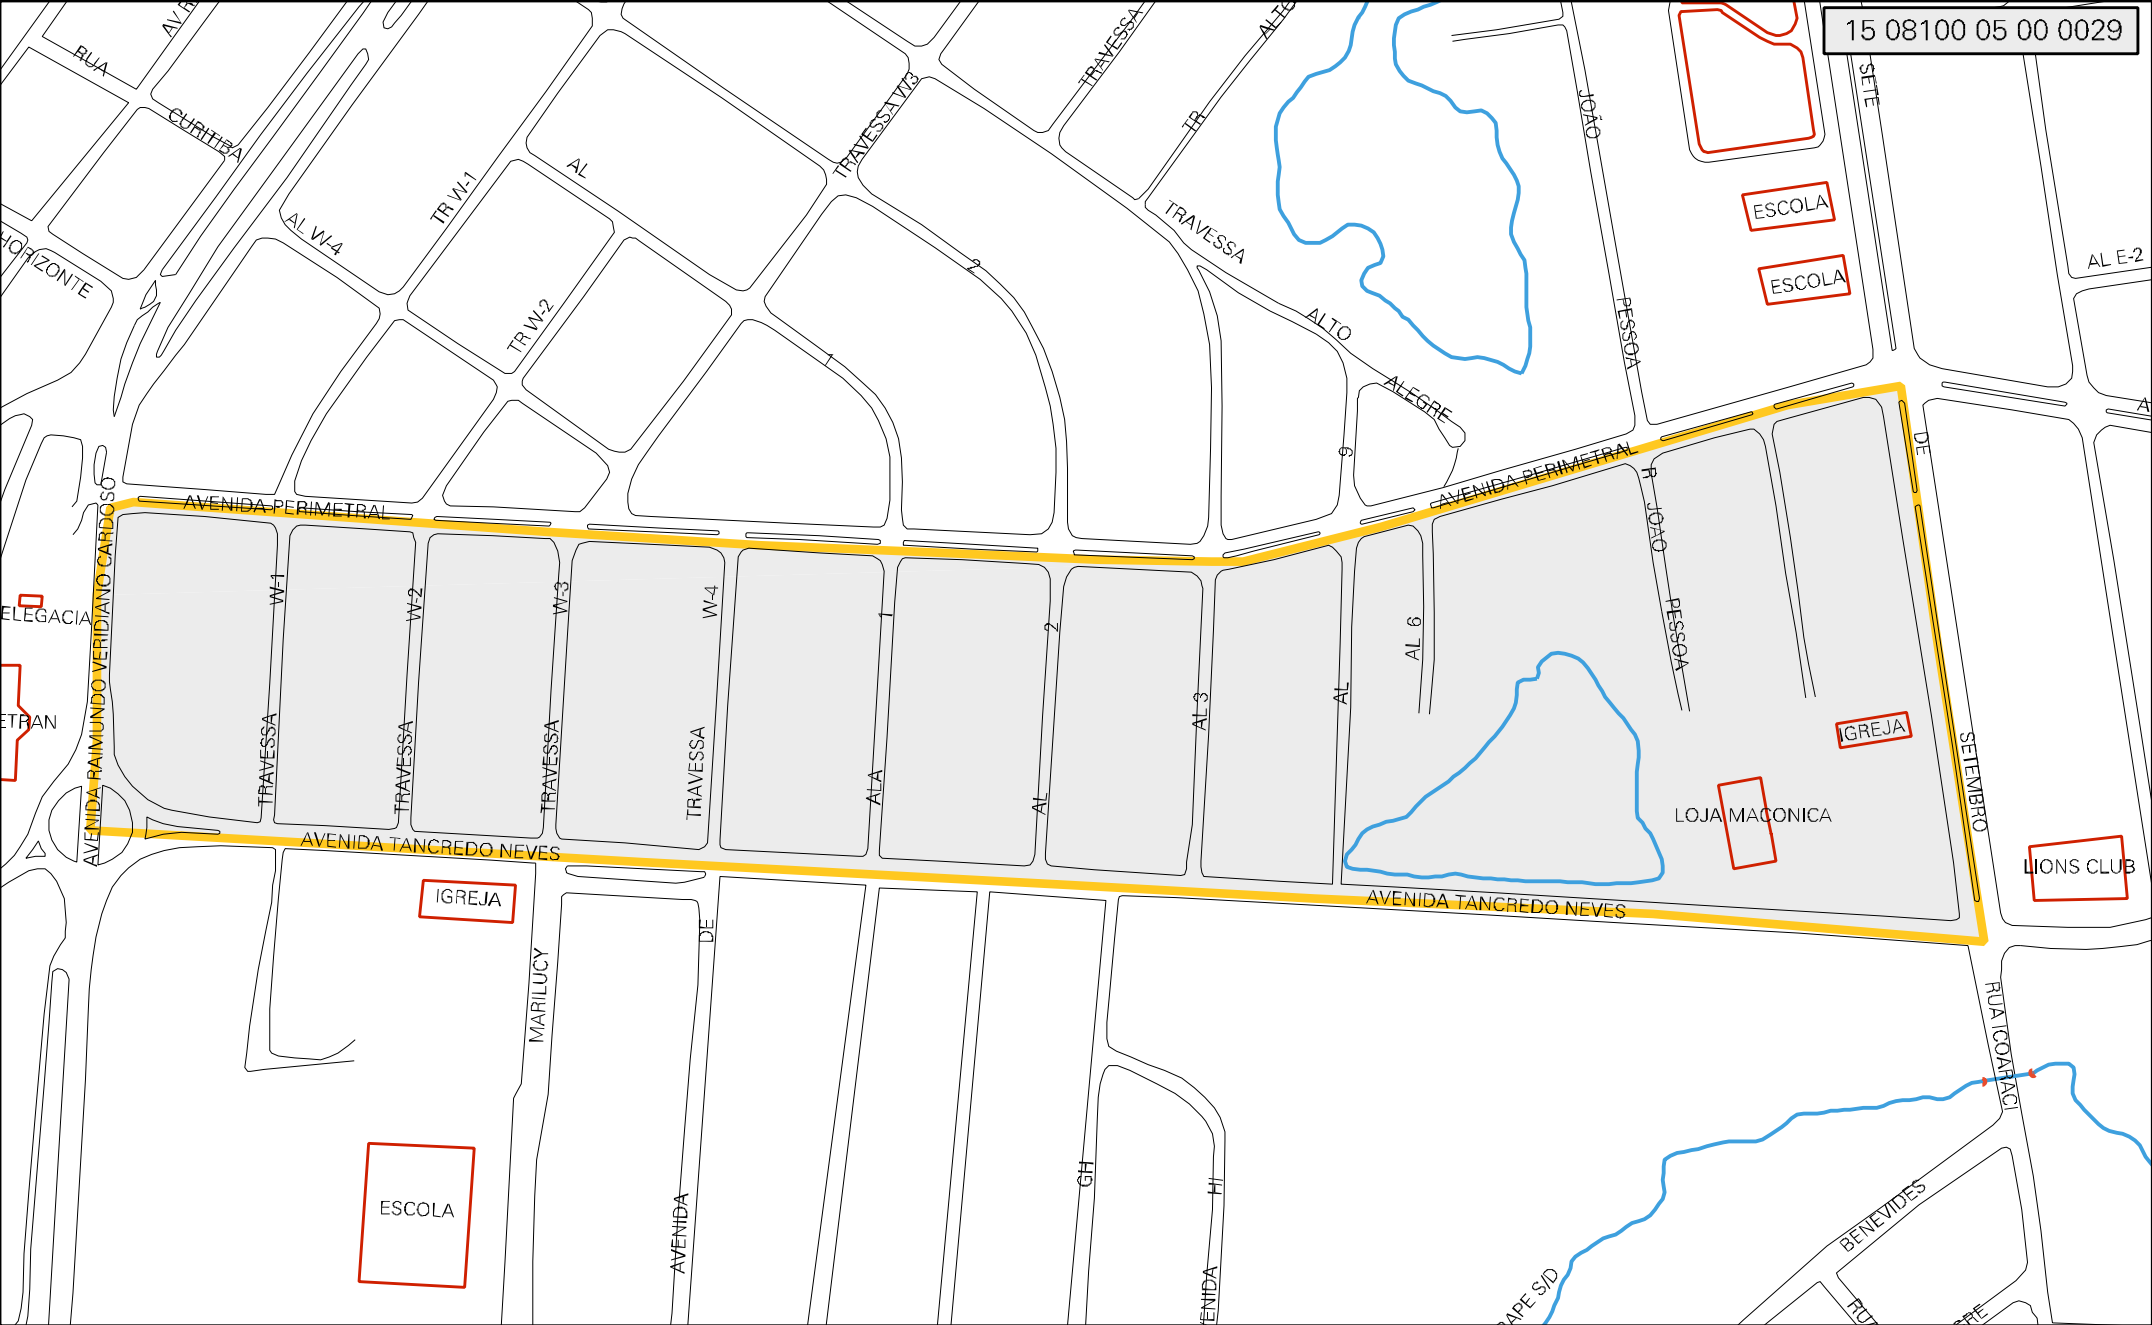 15 08100 05 00 0029
RUA
CURITIBA
HORIZONTE
AL W-4
TR W-1
AL
TR W-2
TRAVESSA W3
TRAVESSA
TR
ALTO
TRAVESSA
ALTO
ALEGRE
2
1
9
JOÃO
PESSOA
SETE
DE
SETEMBRO
ESCOLA
ESCOLA
AL E-2
AVENIDA PERIMETRAL
AVENIDA PERIMETRAL
AVENIDA RAIMUNDO VERIDIANO CARDOSO
ELEGACIA
ETRAN
TRAVESSA
W-1
TRAVESSA
W-2
TRAVESSA
W-3
TRAVESSA
W-4
ALA
1
AL
2
AL 3
AL
AL 6
R
JOAO
PESSOA
IGREJA
LOJA MACONICA
LIONS CLUB
AVENIDA TANCREDO NEVES
AVENIDA TANCREDO NEVES
IGREJA
MARILUCY
DE
AVENIDA
ESCOLA
GH
HI
ENIDA
RUA ICOARACI
BENEVIDES
APE S/D